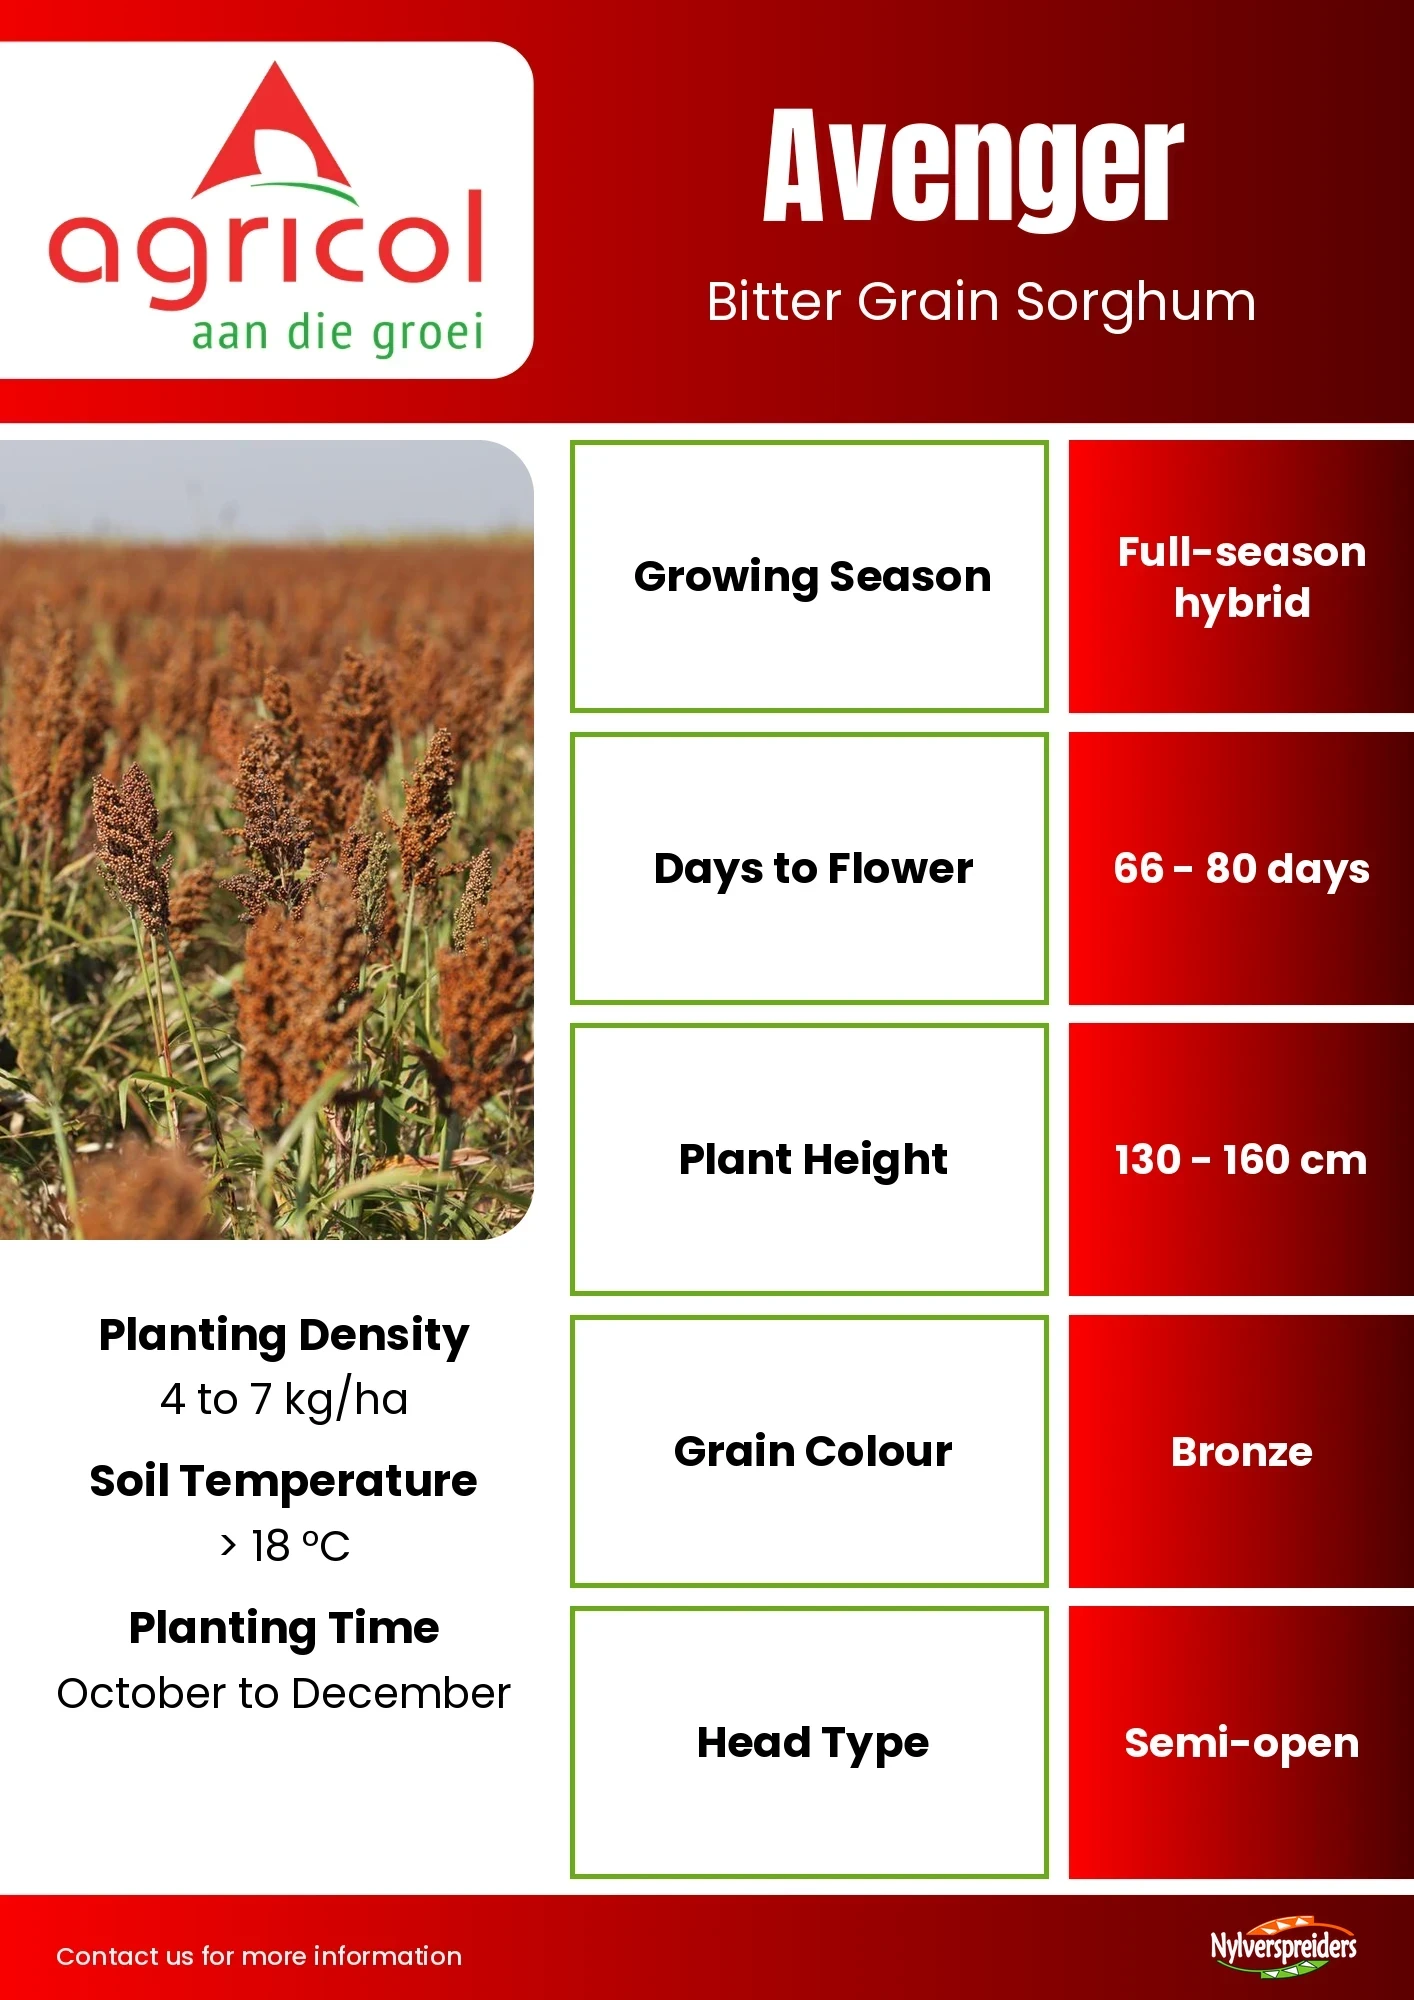 agricol
aan die groei
Avenger
Bitter Grain Sorghum
Growing Season
Full-season
hybrid
Days to Flower
66 - 80 days
Plant Height
130 - 160 cm
Grain Colour
Bronze
Head Type
Semi-open
Planting Density
4 to 7 kg/ha
Soil Temperature
> 18 °C
Planting Time
October to December
Contact us for more information
Nylverspreiders